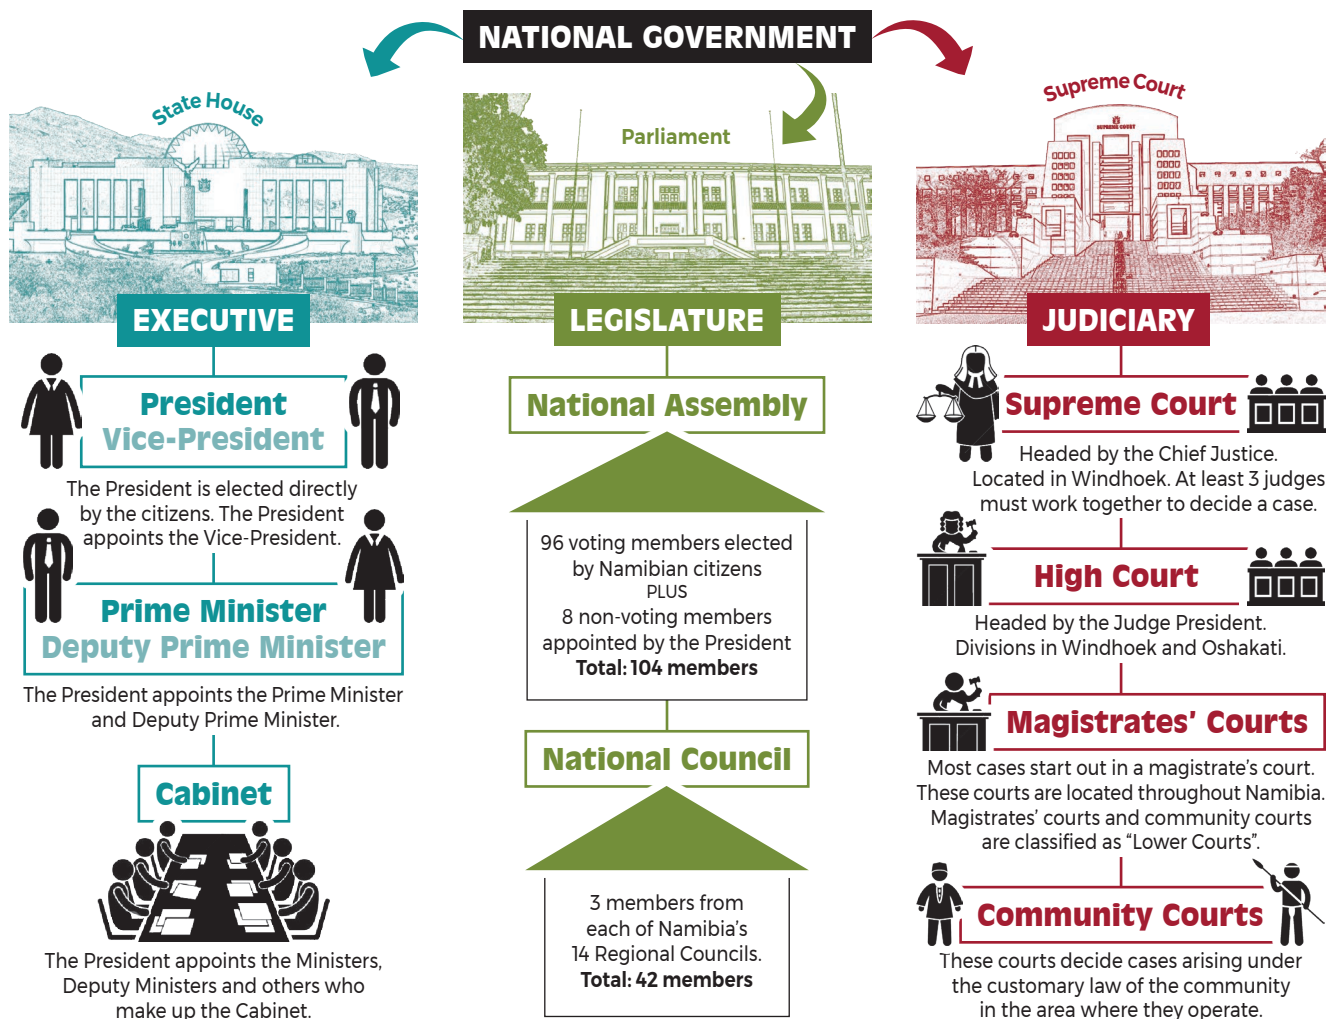 NATIONAL GOVERNMENT
State House
EXECUTIVE
President
Vice-President
The President is elected directly
by the citizens. The President
appoints the Vice-President.
Prime Minister
Deputy Prime Minister
The President appoints the Prime Minister
and Deputy Prime Minister.
Cabinet
The President appoints the Ministers,
Deputy Ministers and others who
make up the Cabinet.
Parliament
LEGISLATURE
National Assembly
96 voting members elected
by Namibian citizens
PLUS
8 non-voting members
appointed by the President
Total: 104 members
National Council
3 members from
each of Namibia's
14 Regional Councils.
Total: 42 members
Supreme Court
SUPREME COURT
JUDICIARY
Supreme Court
Headed by the Chief Justice.
Located in Windhoek. At least 3 judges
must work together to decide a case.
High Court
Headed by the Judge President.
Divisions in Windhoek and Oshakati.
Magistrates' Courts
Most cases start out in a magistrate's court.
These courts are located throughout Namibia.
Magistrates' courts and community courts
are classified as “Lower Courts”.
Community Courts
These courts decide cases arising under
the customary law of the community
in the area where they operate.